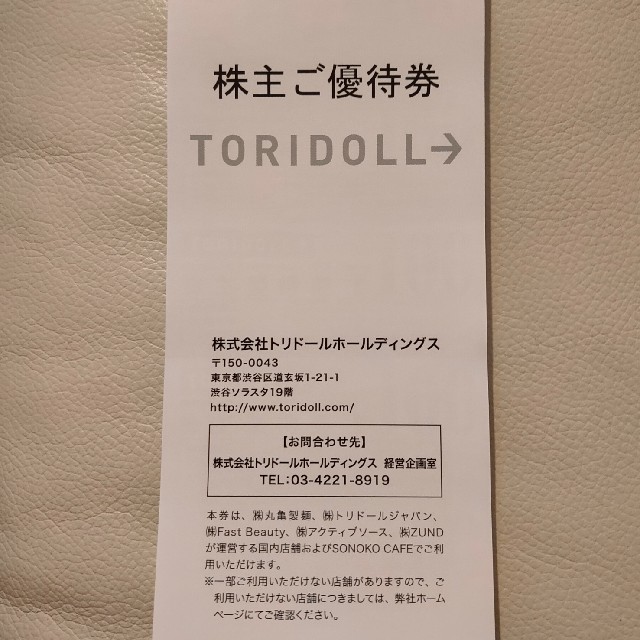 株主ご優待券
TORIDOLL→
株式会社トリドールホールディングス
〒150-0043
東京都渋谷区道玄坂1-21-1
渋谷ソラスタ19階
http://www.toridoll.com/
【お問合わせ先】
株式会社トリドールホールディングス 経営企画室
TEL:03-4221-8919
本券は、㈱丸亀製麺、㈱トリドールジャパン、
㈱Fast Beauty、㈱アクティブソース、㈱ZUND
が運営する国内店舗およびSONOKO CAFEでご利
用いただけます。
※一部ご利用いただけない店舗がありますので、ご
利用いただけない店舗につきましては、弊社ホーム
ページにてご確認ください。